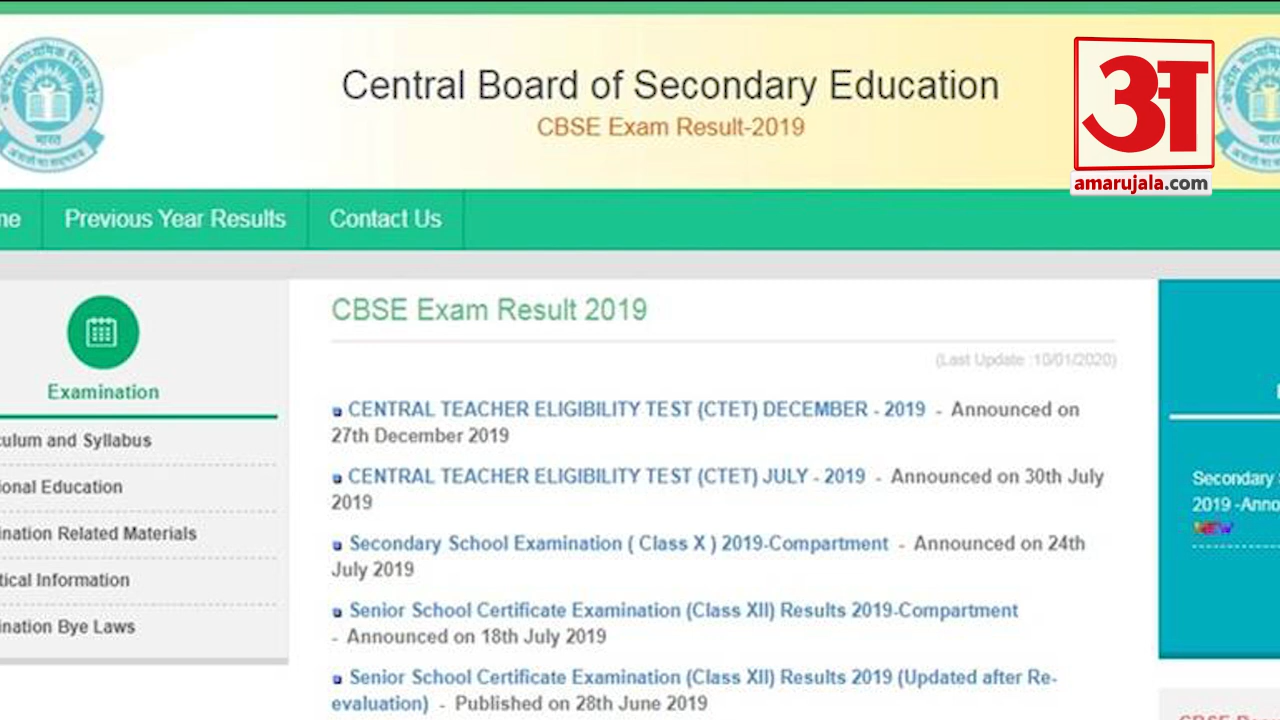 Central Board of Secondary Education
CBSE Exam Result-2019
अ
amarujala.com
Previous Year Results
Contact Us
CBSE Exam Result 2019
(Last Update :10/01/2020)
Examination
CENTRAL TEACHER ELIGIBILITY TEST (CTET) DECEMBER - 2019 - Announced on
27th December 2019
culum and Syllabus
ional Education
CENTRAL TEACHER ELIGIBILITY TEST (CTET) JULY - 2019 - Announced on 30th July
2019
ination Related Materials
Secondary School Examination ( Class X ) 2019-Compartment - Announced on 24th
July 2019
tical Information
ination Bye Laws
Senior School Certificate Examination (Class XII) Results 2019-Compartment
- Announced on 18th July 2019
Senior School Certificate Examination (Class XII) Results 2019 (Updated after Re-
evaluation) - Published on 28th June 2019
Secondary
2019 -Anno
NEW